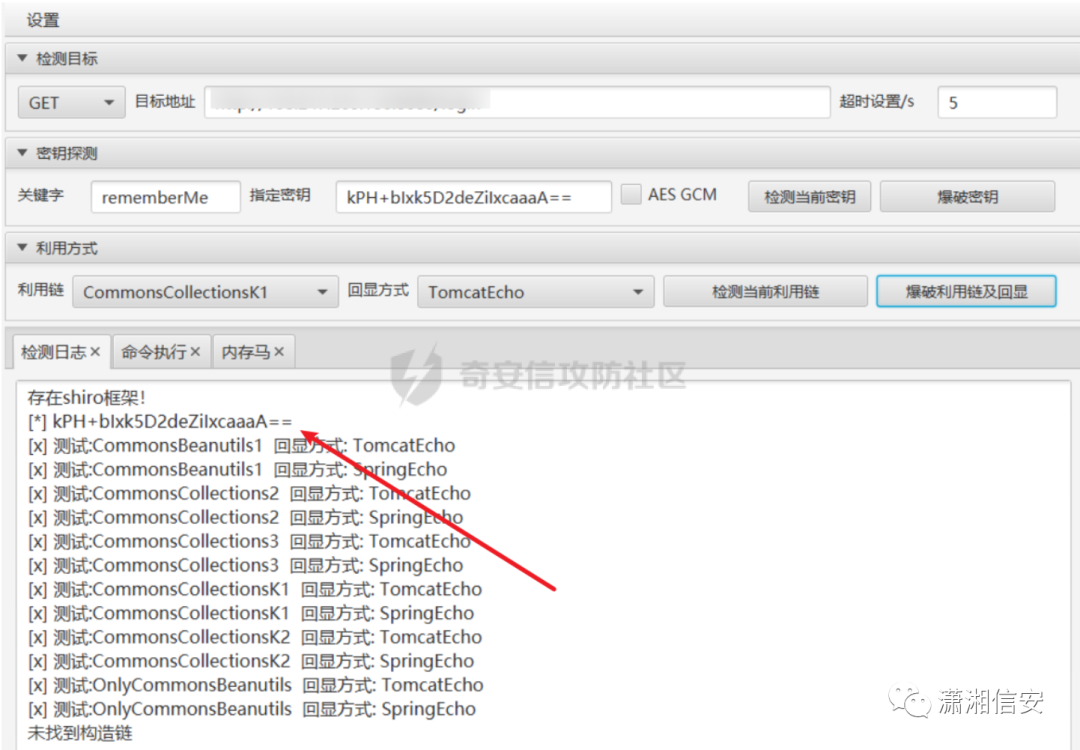 设置
检测目标
GET 目标地址 超时设置/s 5
密钥探测
关键字 rememberMe 指定密钥 kPH+bIxk5D2deZiIxcaaaA== AES GCM 检测当前密钥 爆破密钥
利用方式
利用链 CommonsCollectionsK1 回显方式 TomcatEcho 检测当前利用链 爆破利用链及回显
检测日志× 命令执行× 内存马×
奇安信攻防社区
存在shiro框架!
[*] kPH+bIxk5D2deZiIxcaaaA==
[x] 测试:CommonsBeanutils1 回显方式: TomcatEcho
[x] 测试:CommonsBeanutils1 回显方式: SpringEcho
[x] 测试:CommonsCollections2 回显方式: TomcatEcho
[x] 测试:CommonsCollections2 回显方式: SpringEcho
[x] 测试:CommonsCollections3 回显方式: TomcatEcho
[x] 测试:CommonsCollections3 回显方式: SpringEcho
[x] 测试:CommonsCollectionsK1 回显方式: TomcatEcho
[x] 测试:CommonsCollectionsK1 回显方式: SpringEcho
[x] 测试:CommonsCollectionsK2 回显方式: TomcatEcho
[x] 测试:CommonsCollectionsK2 回显方式: SpringEcho
[x] 测试:OnlyCommonsBeanutils 回显方式: TomcatEcho
[x] 测试:OnlyCommonsBeanutils 回显方式: SpringEcho
未找到构造链
潇湘信安